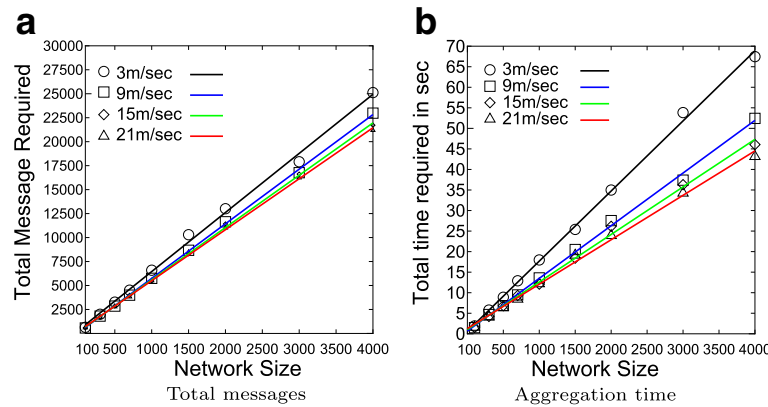 a
30000
27500
25000
22500
20000
17500
15000
12500
10000
7500
5000
2500
Total Message Required
3m/sec
9m/sec
15m/sec
21m/sec
100 500 1000 1500 2000 2500 3000 3500 4000
Network Size
Total messages
b
70
65
60
55
50
45
40
35
30
25
20
15
10
5
0
Total time required in sec
3m/sec
9m/sec
15m/sec
21m/sec
100 500 1000 1500 2000 2500 3000 3500 4000
Network Size
Aggregation time